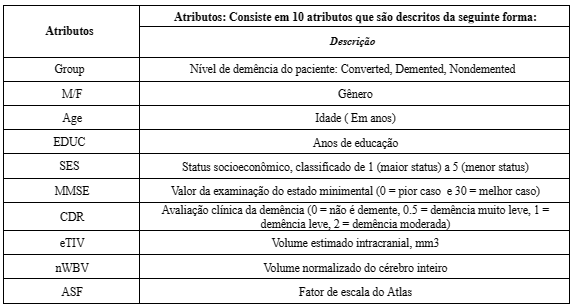 Atributos
Atributos: Consiste em 10 atributos que são descritos da seguinte forma:
Descrição
Group
Nível de demência do paciente: Converted, Demented, Nondemented
M/F
Gênero
Age
Idade ( Em anos)
EDUC
Anos de educação
SES
Status socioeconômico, classificado de 1 (maior status) a 5 (menor status)
MMSE
Valor da examinação do estado minimental (0 = pior caso e 30 = melhor caso)
CDR
Avaliação clínica da demência (0 = não é demente, 0.5 = demência muito leve, 1 =
demência leve, 2 = demência moderada)
eTIV
Volume estimado intracranial, mm3
nWBV
Volume normalizado do cérebro inteiro
ASF
Fator de escala do Atlas